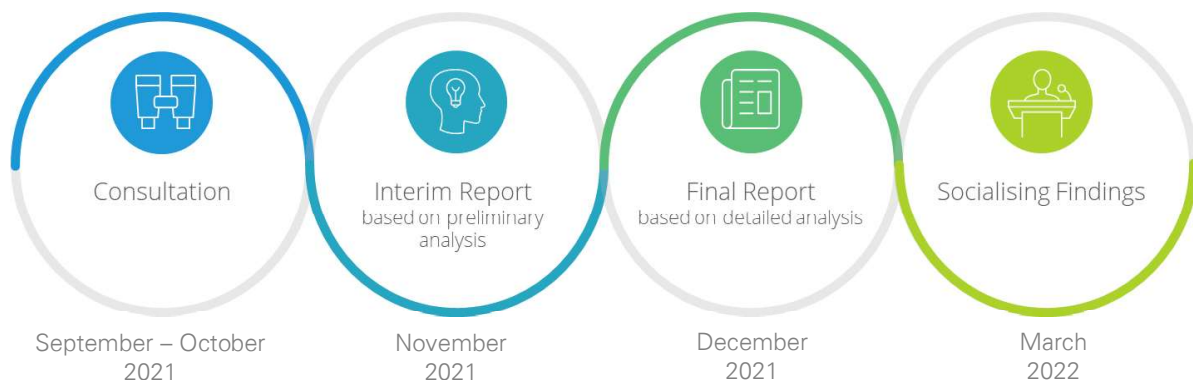 Consultation
Interim Report
based on preliminary
analysis
Final Report
based on detailed analysis
Socialising Findings
September – October
2021
November
2021
December
2021
March
2022